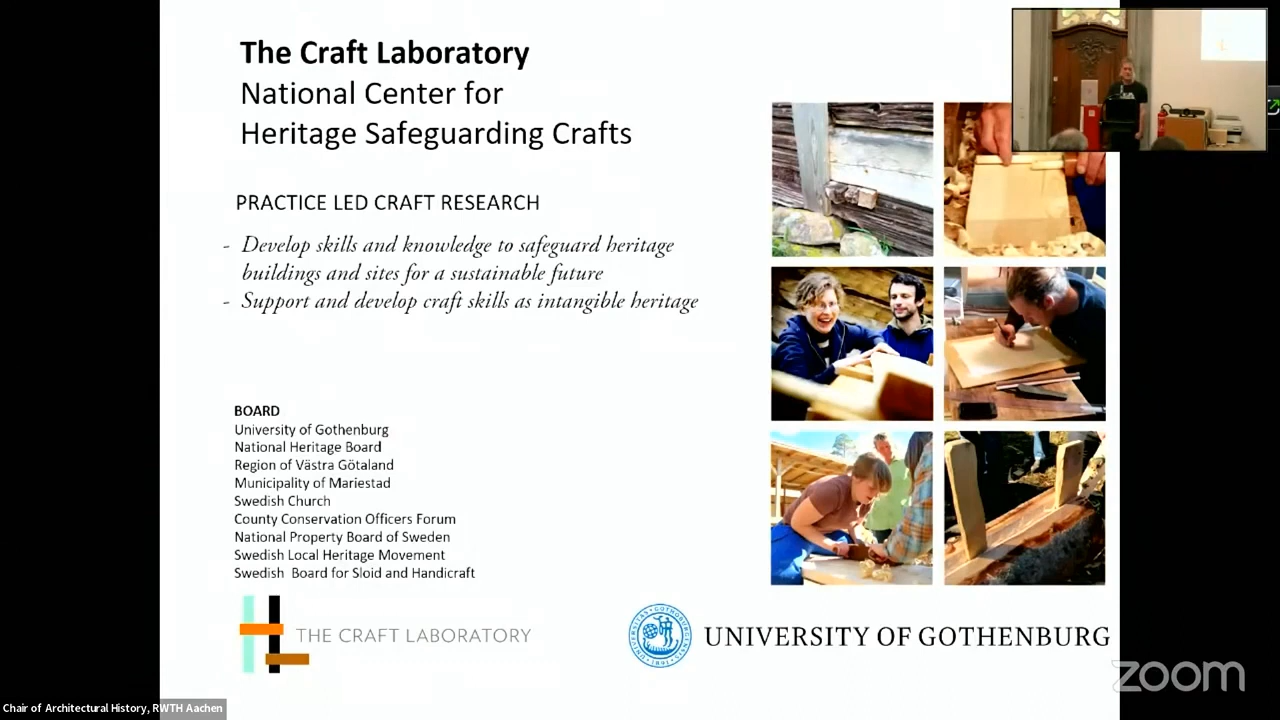 The Craft Laboratory
National Center for
Heritage Safeguarding Crafts
PRACTICE LED CRAFT RESEARCH
- Develop skills and knowledge to safeguard heritage
buildings and sites for a sustainable future
- Support and develop craft skills as intangible heritage
BOARD
University of Gothenburg
National Heritage Board
Region of Västra Götaland
Municipality of Mariestad
Swedish Church
County Conservation Officers Forum
National Property Board of Sweden
Swedish Local Heritage Movement
Swedish Board for Sloid and Handicraft
THE CRAFT LABORATORY
UNIVERSITY OF GOTHENBURG
zoom
Chair of Architectural History, RWTH Aachen